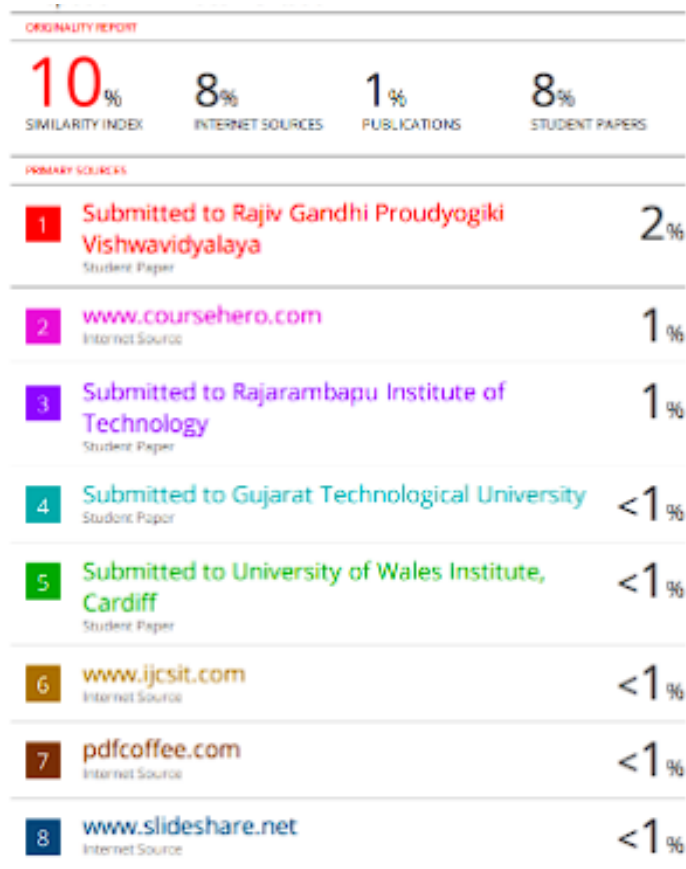 ORIGINALITY REPORT
10% 8% 1% 8%
SIMILARITY INDEX INTERNET SOURCES PUBLICATIONS STUDENT PAPERS
PRIMARY SOURCES
1 Submitted to Rajiv Gandhi Proudyogiki 2%
Vishwavidyalaya
Student Paper
2 www.coursehero.com 1%
Internet Source
3 Submitted to Rajarambapu Institute of 1%
Technology
Student Paper
4 Submitted to Gujarat Technological University <1%
Student Paper
5 Submitted to University of Wales Institute, <1%
Cardiff
Student Paper
6 www.ijcsit.com <1%
Internet Source
7 pdfcoffee.com <1%
Internet Source
8 www.slideshare.net <1%
Internet Source